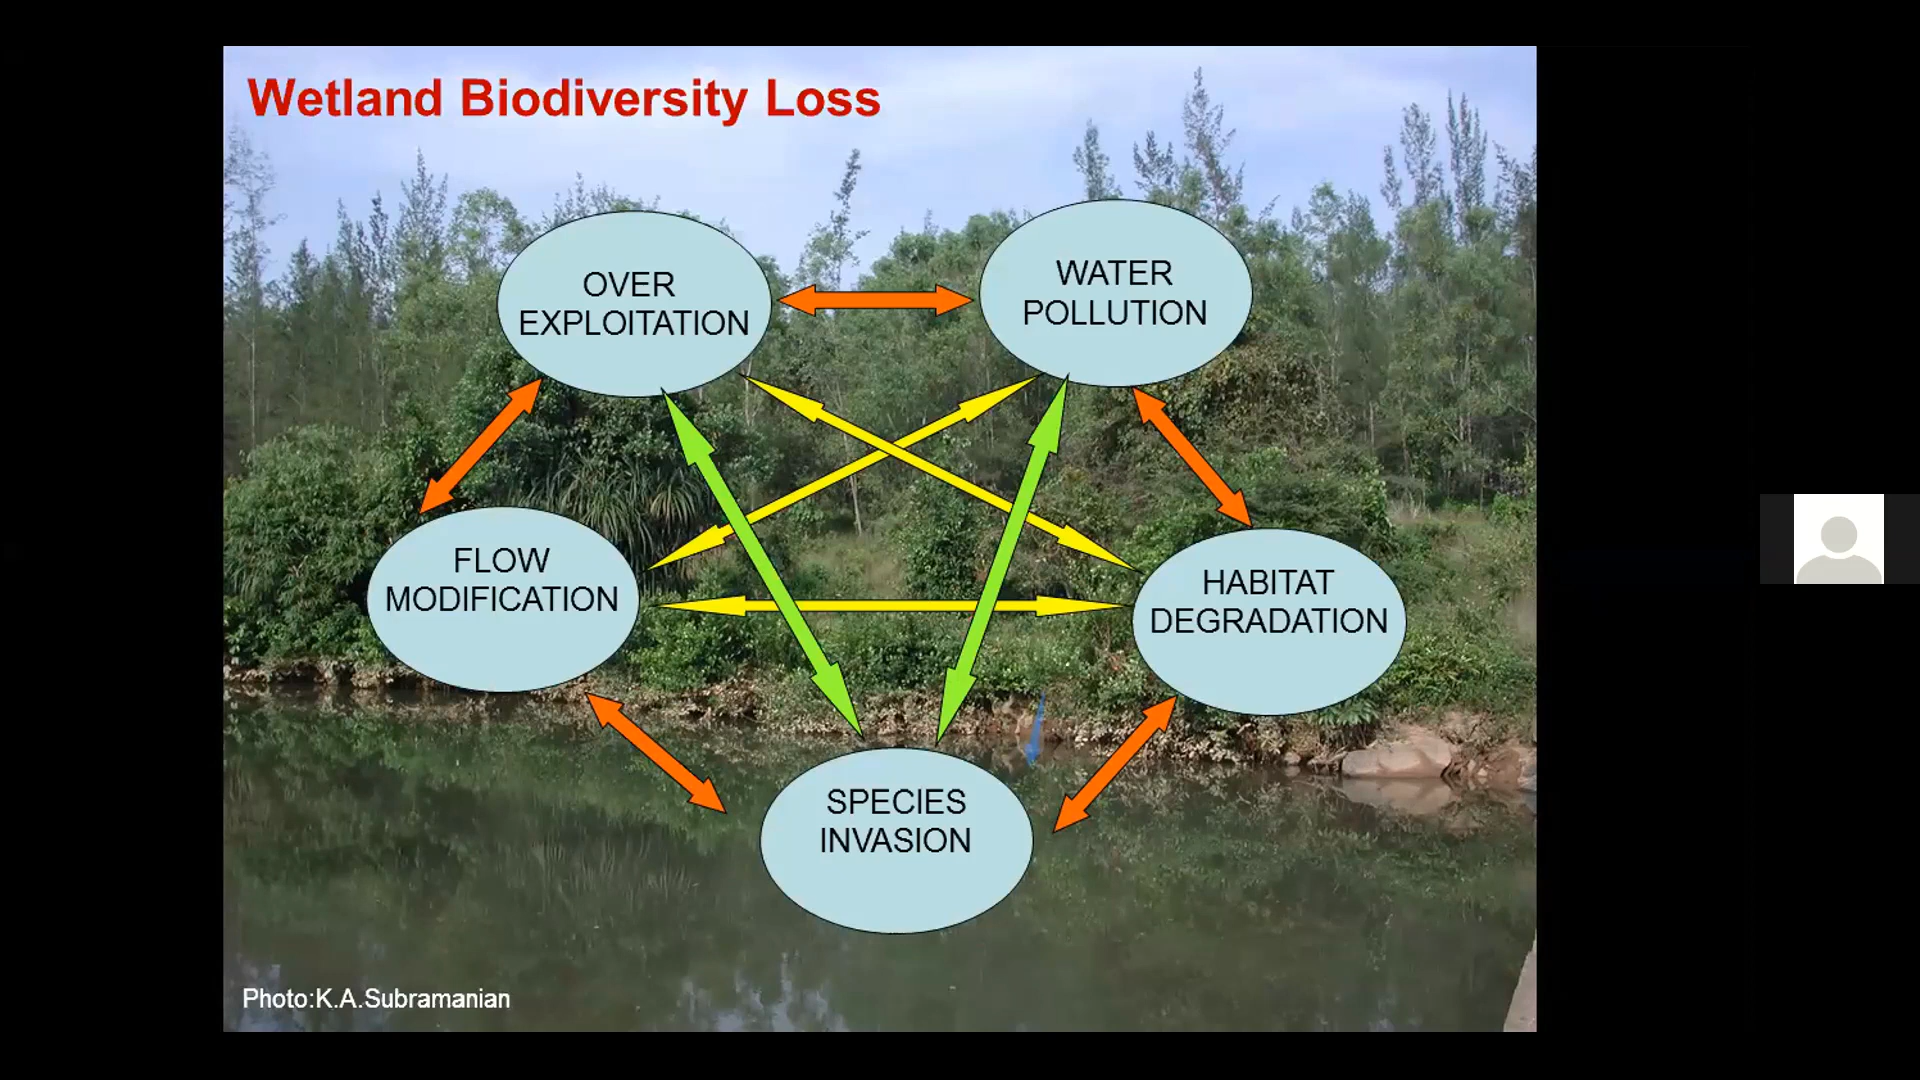 Wetland Biodiversity Loss
OVER
EXPLOITATION
WATER
POLLUTION
FLOW
MODIFICATION
HABITAT
DEGRADATION
SPECIES
INVASION
Photo:K.A.Subramanian